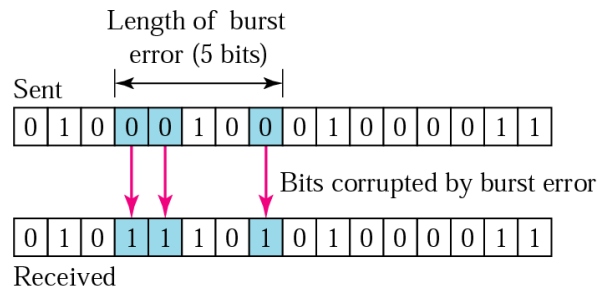 Length of burst
error (5 bits)
Sent
0 1 0 0 0 1 0 0 0 1 0 0 0 0 1 1
Bits corrupted by burst error
0 1 0 1 1 1 0 1 0 1 0 0 0 0 1 1
Received